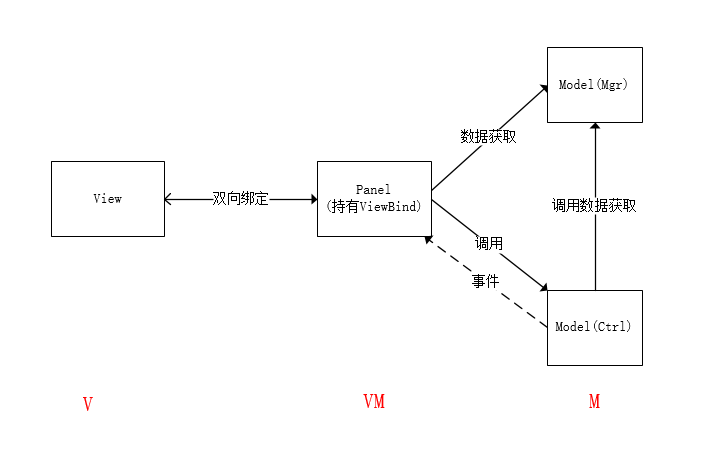 Model(Mgr)
数据获取
View
双向绑定
Panel
(持有ViewBind)
调用数据获取
调用
事件
Model(Ctrl)
V
VM
M